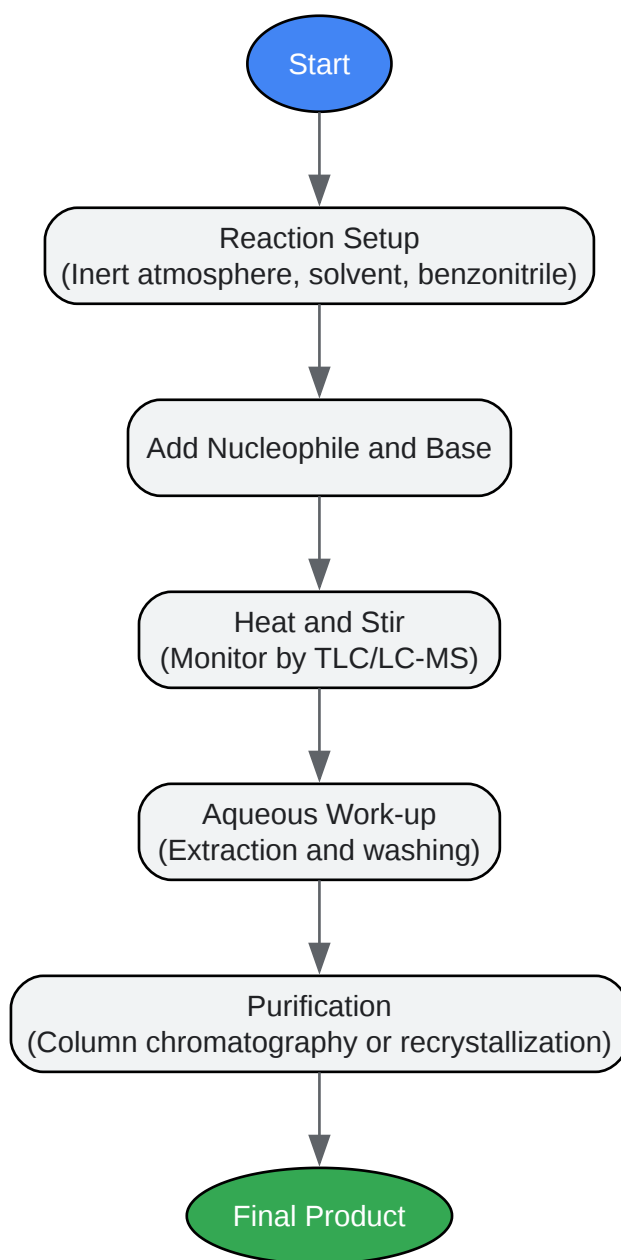 Start
Reaction Setup
(Inert atmosphere, solvent, benzonitrile)
Add Nucleophile and Base
Heat and Stir
(Monitor by TLC/LC-MS)
Aqueous Work-up
(Extraction and washing)
Purification
(Column chromatography or recrystallization)
Final Product